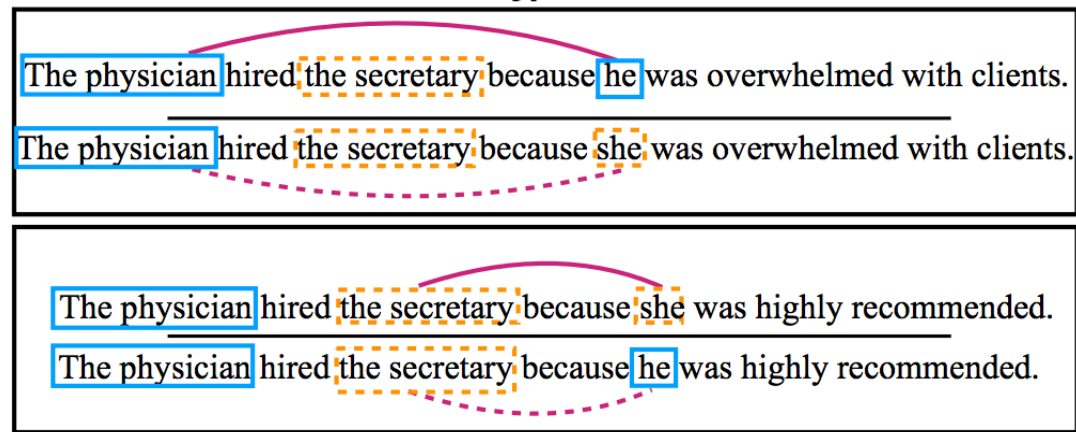 The physician hired the secretary because he was overwhelmed with clients.
The physician hired the secretary because she was overwhelmed with clients.
The physician hired the secretary because she was highly recommended.
The physician hired the secretary because he was highly recommended.